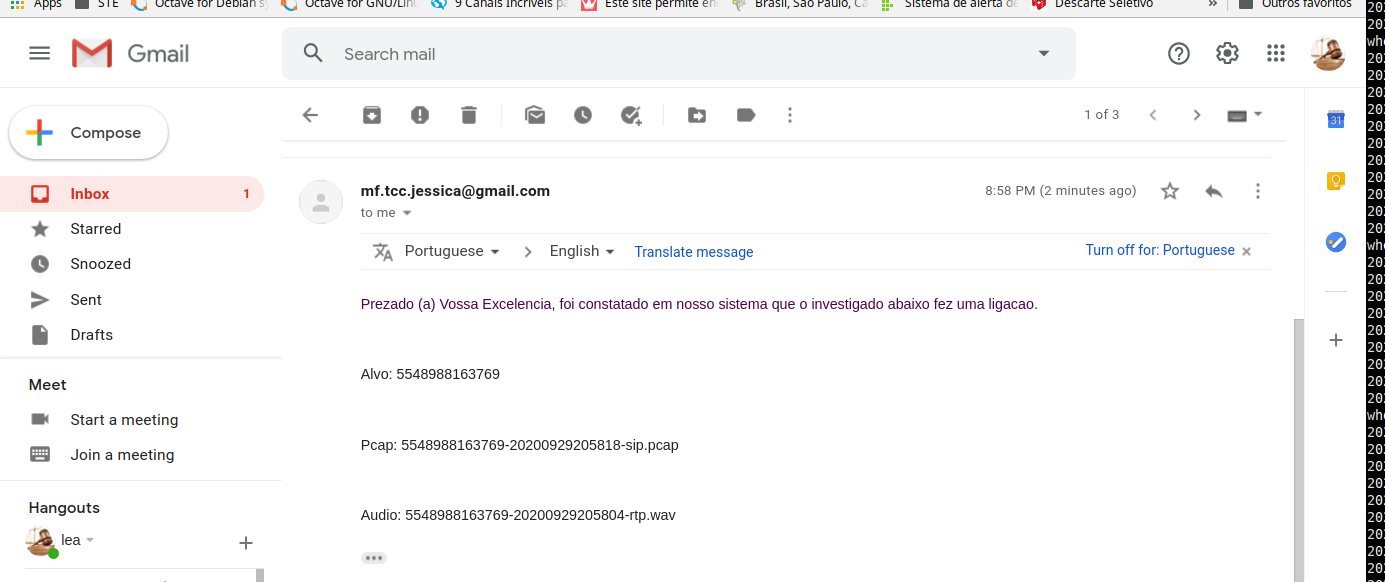 Apps STE Octave for Debian sy Octave for GNU/Linu 9 Canais Incríveis pa Este site permite en Brasil, São Paulo, Ca Sistema de alerta de Descarte Seletivo » Outros favoritos
Gmail Search mail
Compose 1 of 3
31
Inbox 1
mf.tcc.jessica@gmail.com 8:58 PM (2 minutes ago)
to me
Starred
Portuguese > English Translate message Turn off for: Portuguese ×
Snoozed
Sent
Prezado (a) Vossa Excelencia, foi constatado em nosso sistema que o investigado abaixo fez uma ligacao.
Drafts
Alvo: 5548988163769
Meet
Start a meeting
Pcap: 5548988163769-20200929205818-sip.pcap
Join a meeting
Hangouts
Audio: 5548988163769-20200929205804-rtp.wav
lea +